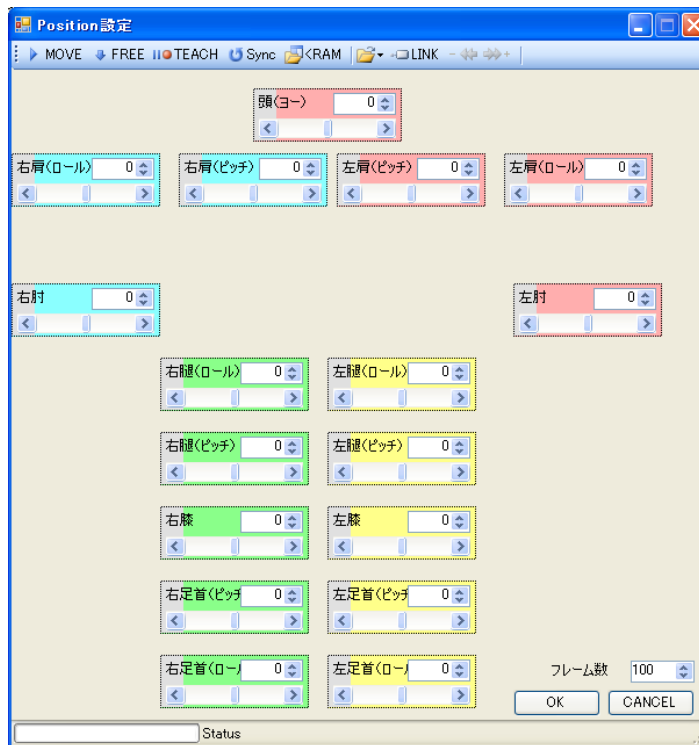 Position設定
MOVE FREE TEACH Sync <RAM LINK - +
頭(ヨー) 0
右肩(ロール) 0 右肩(ピッチ) 0 左肩(ピッチ) 0 左肩(ロール) 0
右肘 0 左肘 0
右腿(ロール) 0 左腿(ロール) 0
右腿(ピッチ) 0 左腿(ピッチ) 0
右膝 0 左膝 0
右足首(ピッチ 0 左足首(ピッチ 0
右足首(ロー 0 左足首(ロー 0
フレーム数 100
OK CANCEL
Status